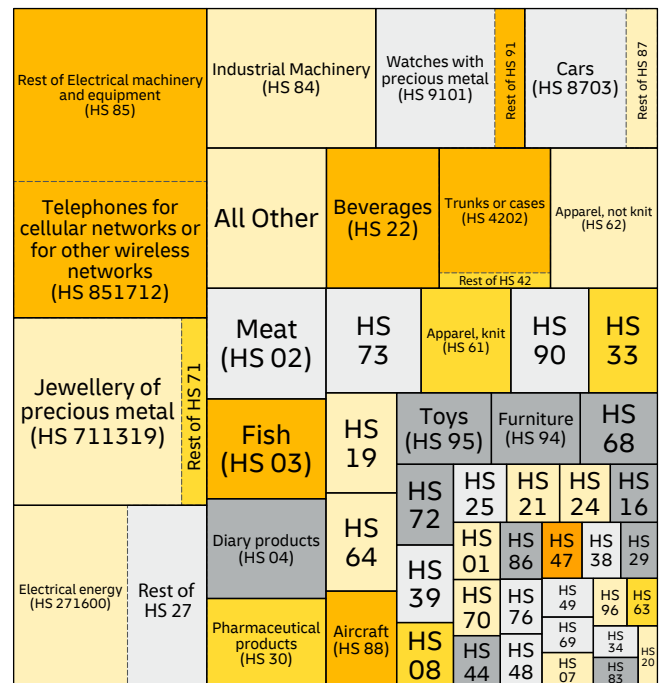 Rest of Electrical machinery
and equipment
(HS 85)
Telephones for
cellular networks or
for other wireless
networks
(HS 851712)
Jewellery of
precious metal
(HS 711319)
Rest of HS 71
Electrical energy
(HS 271600)
Rest of
HS 27
Industrial Machinery
(HS 84)
Watches with
precious metal
(HS 9101)
Rest of HS 91
Cars
(HS 8703)
Rest of HS 87
All Other
Beverages
(HS 22)
Trunks or cases
(HS 4202)
Rest of HS 42
Apparel, not knit
(HS 62)
Meat
(HS 02)
HS
73
Apparel, knit
(HS 61)
HS
90
HS
33
Fish
(HS 03)
HS
19
Toys
(HS 95)
Furniture
(HS 94)
HS
68
Diary products
(HS 04)
HS
64
HS
72
HS
25
HS
21
HS
24
HS
16
HS
01
HS
86
HS
47
HS
38
HS
29
HS
39
HS
70
HS
76
HS
49
HS
96
HS
63
Pharmaceutical
products
(HS 30)
Aircraft
(HS 88)
HS
08
HS
44
HS
48
HS
69
HS
34
HS
20
HS
07
HS
83